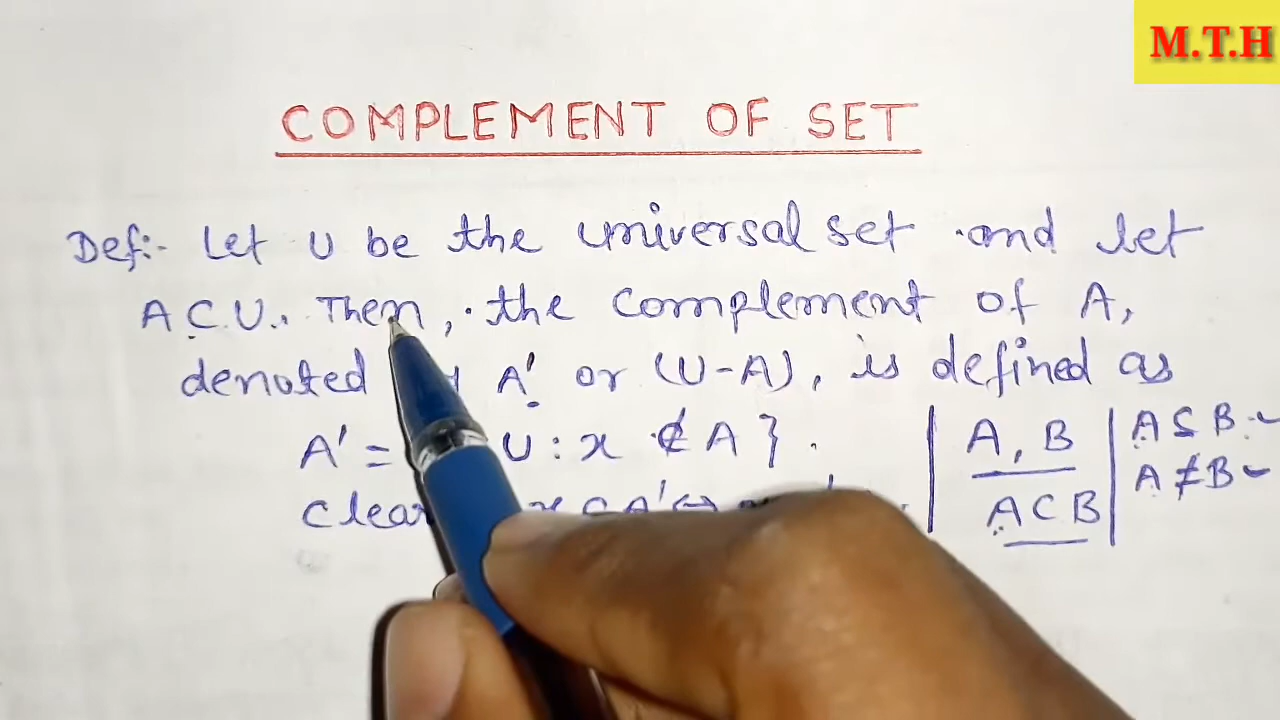 M.T.H
COMPLEMENT OF SET
Def:- Let U be the universal set and let
A ⊂ U. Then, the complement of A,
denoted A' or (U-A), is defined as
A' = U : x ∉ A }.
A, B
A ⊂ B
A ⊆ B
A ≠ B